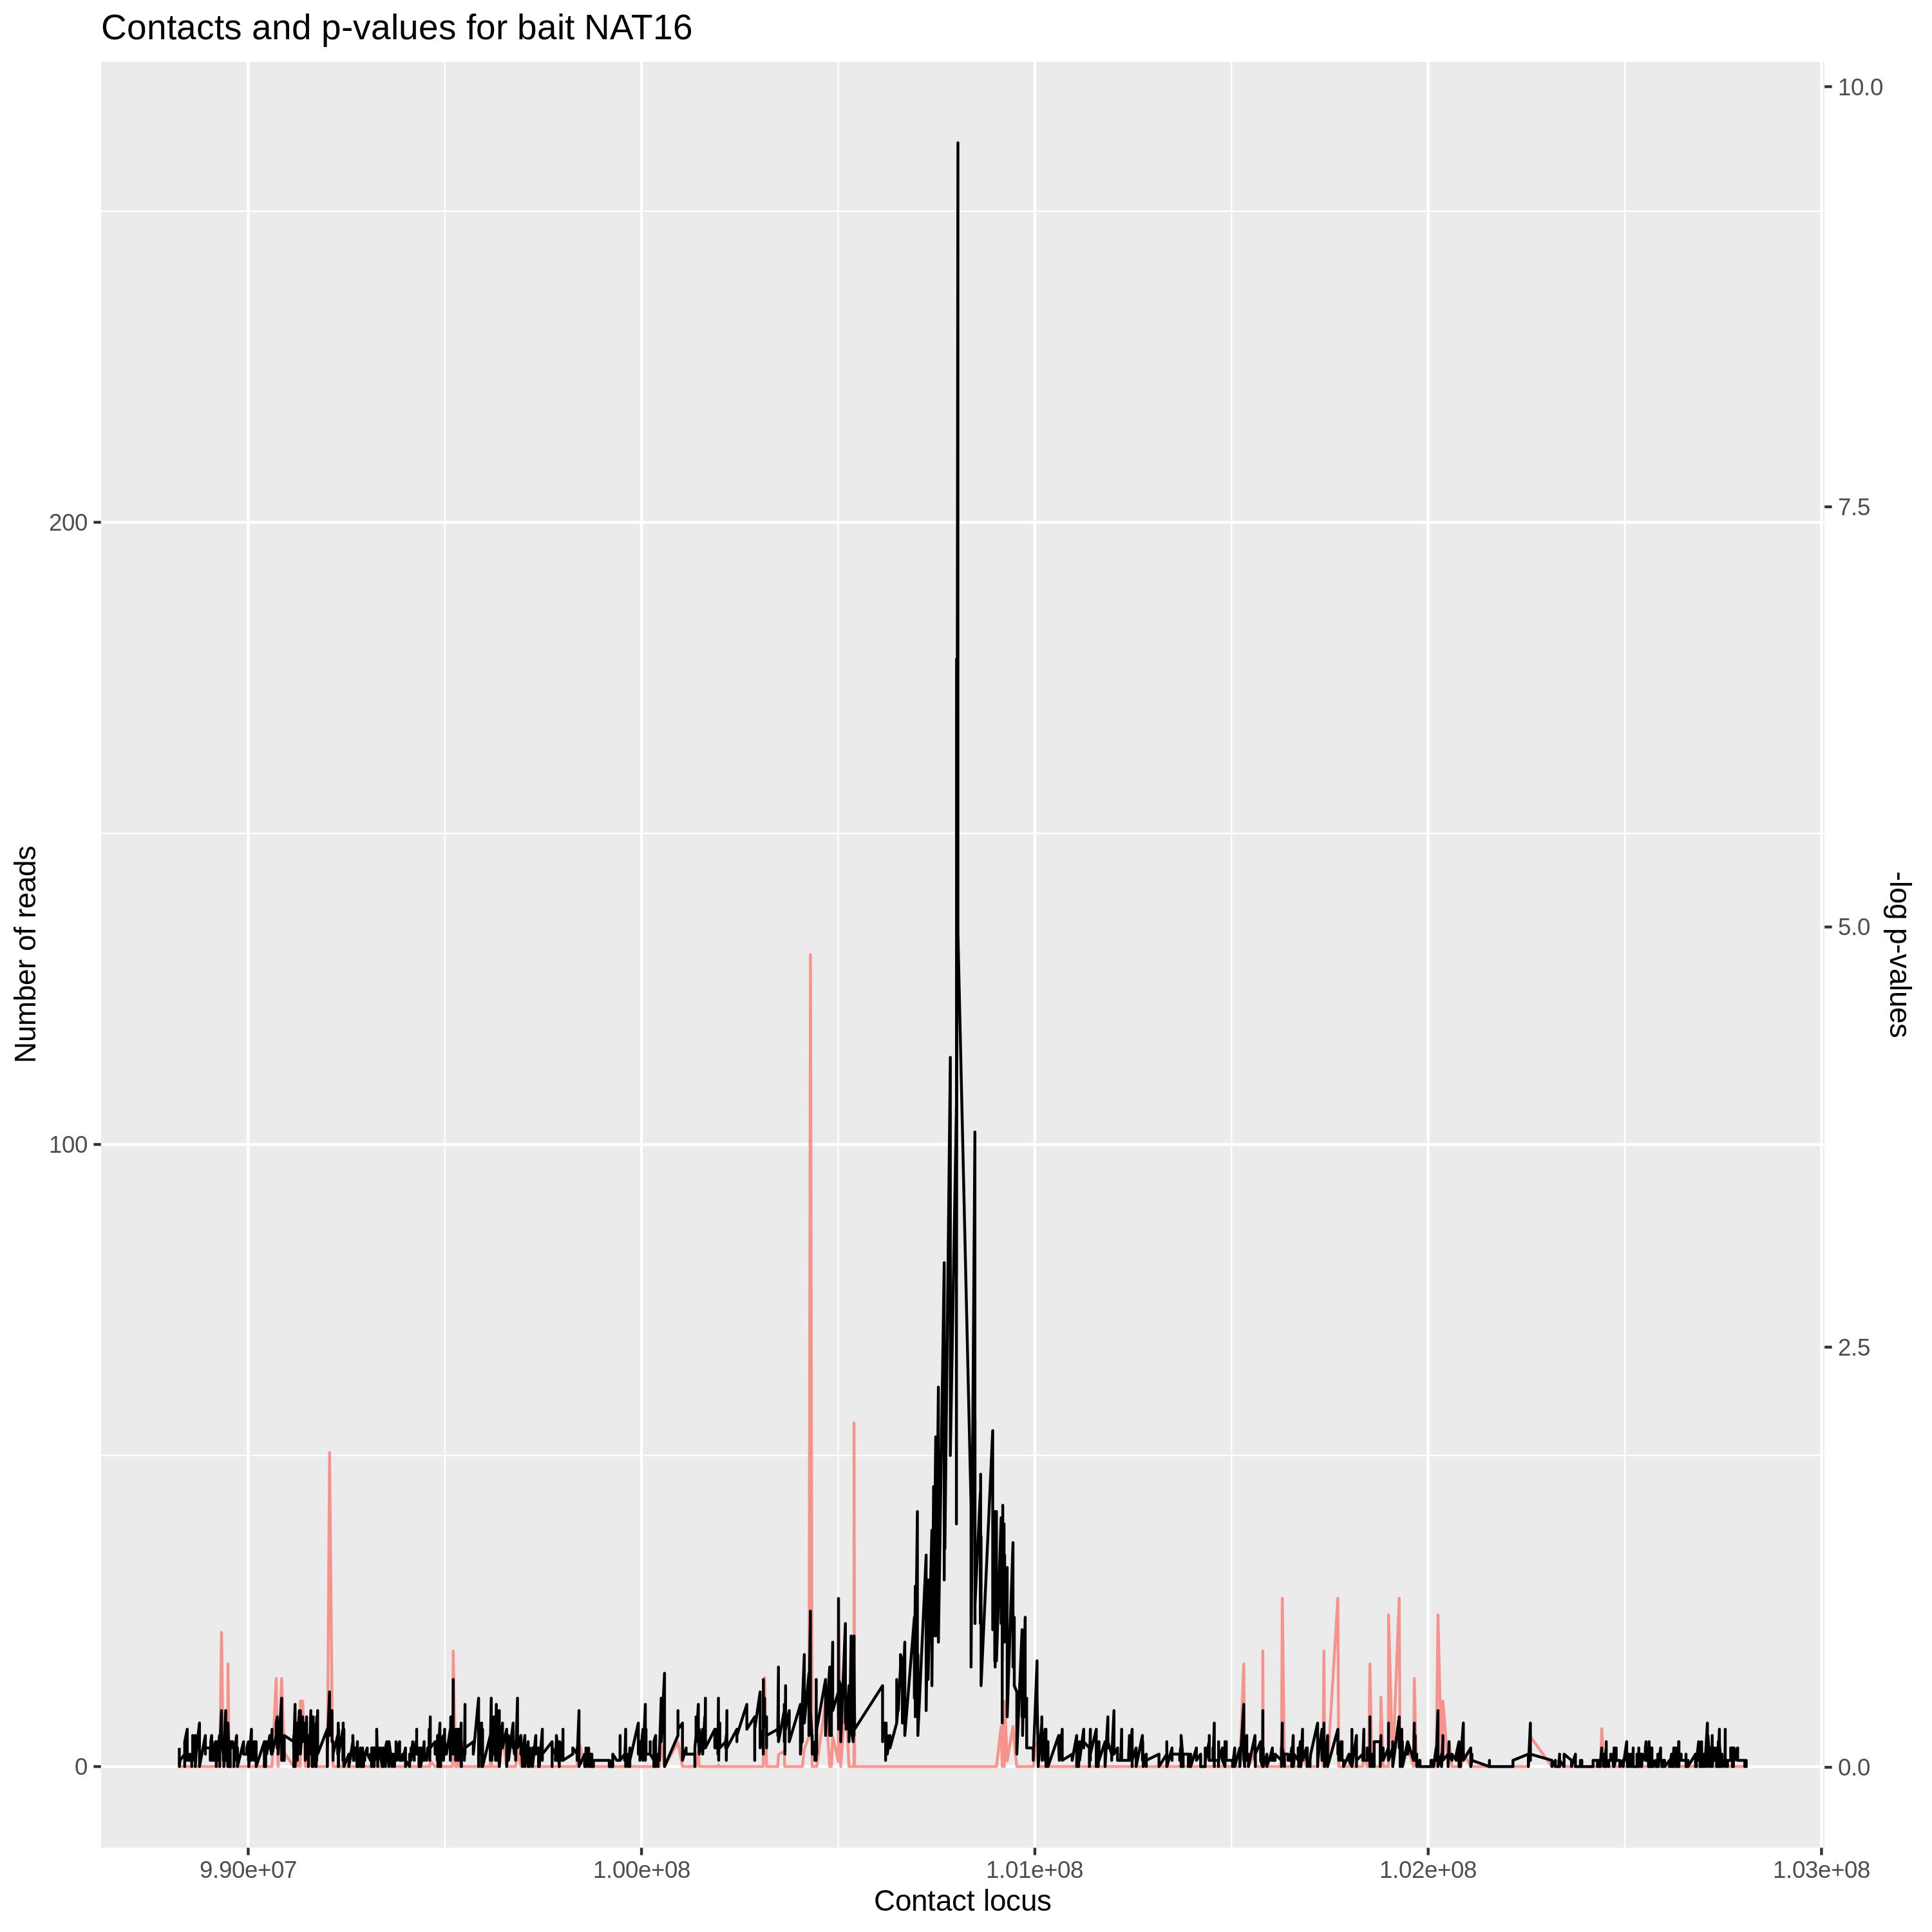 Contacts and p-values for bait NAT16
10.0
7.5
200
5.0
Number of reads
-log p-values
100
2.5
0
0.0
9.90e+07
1.00e+08
1.01e+08
1.02e+08
1.03e+08
Contact locus